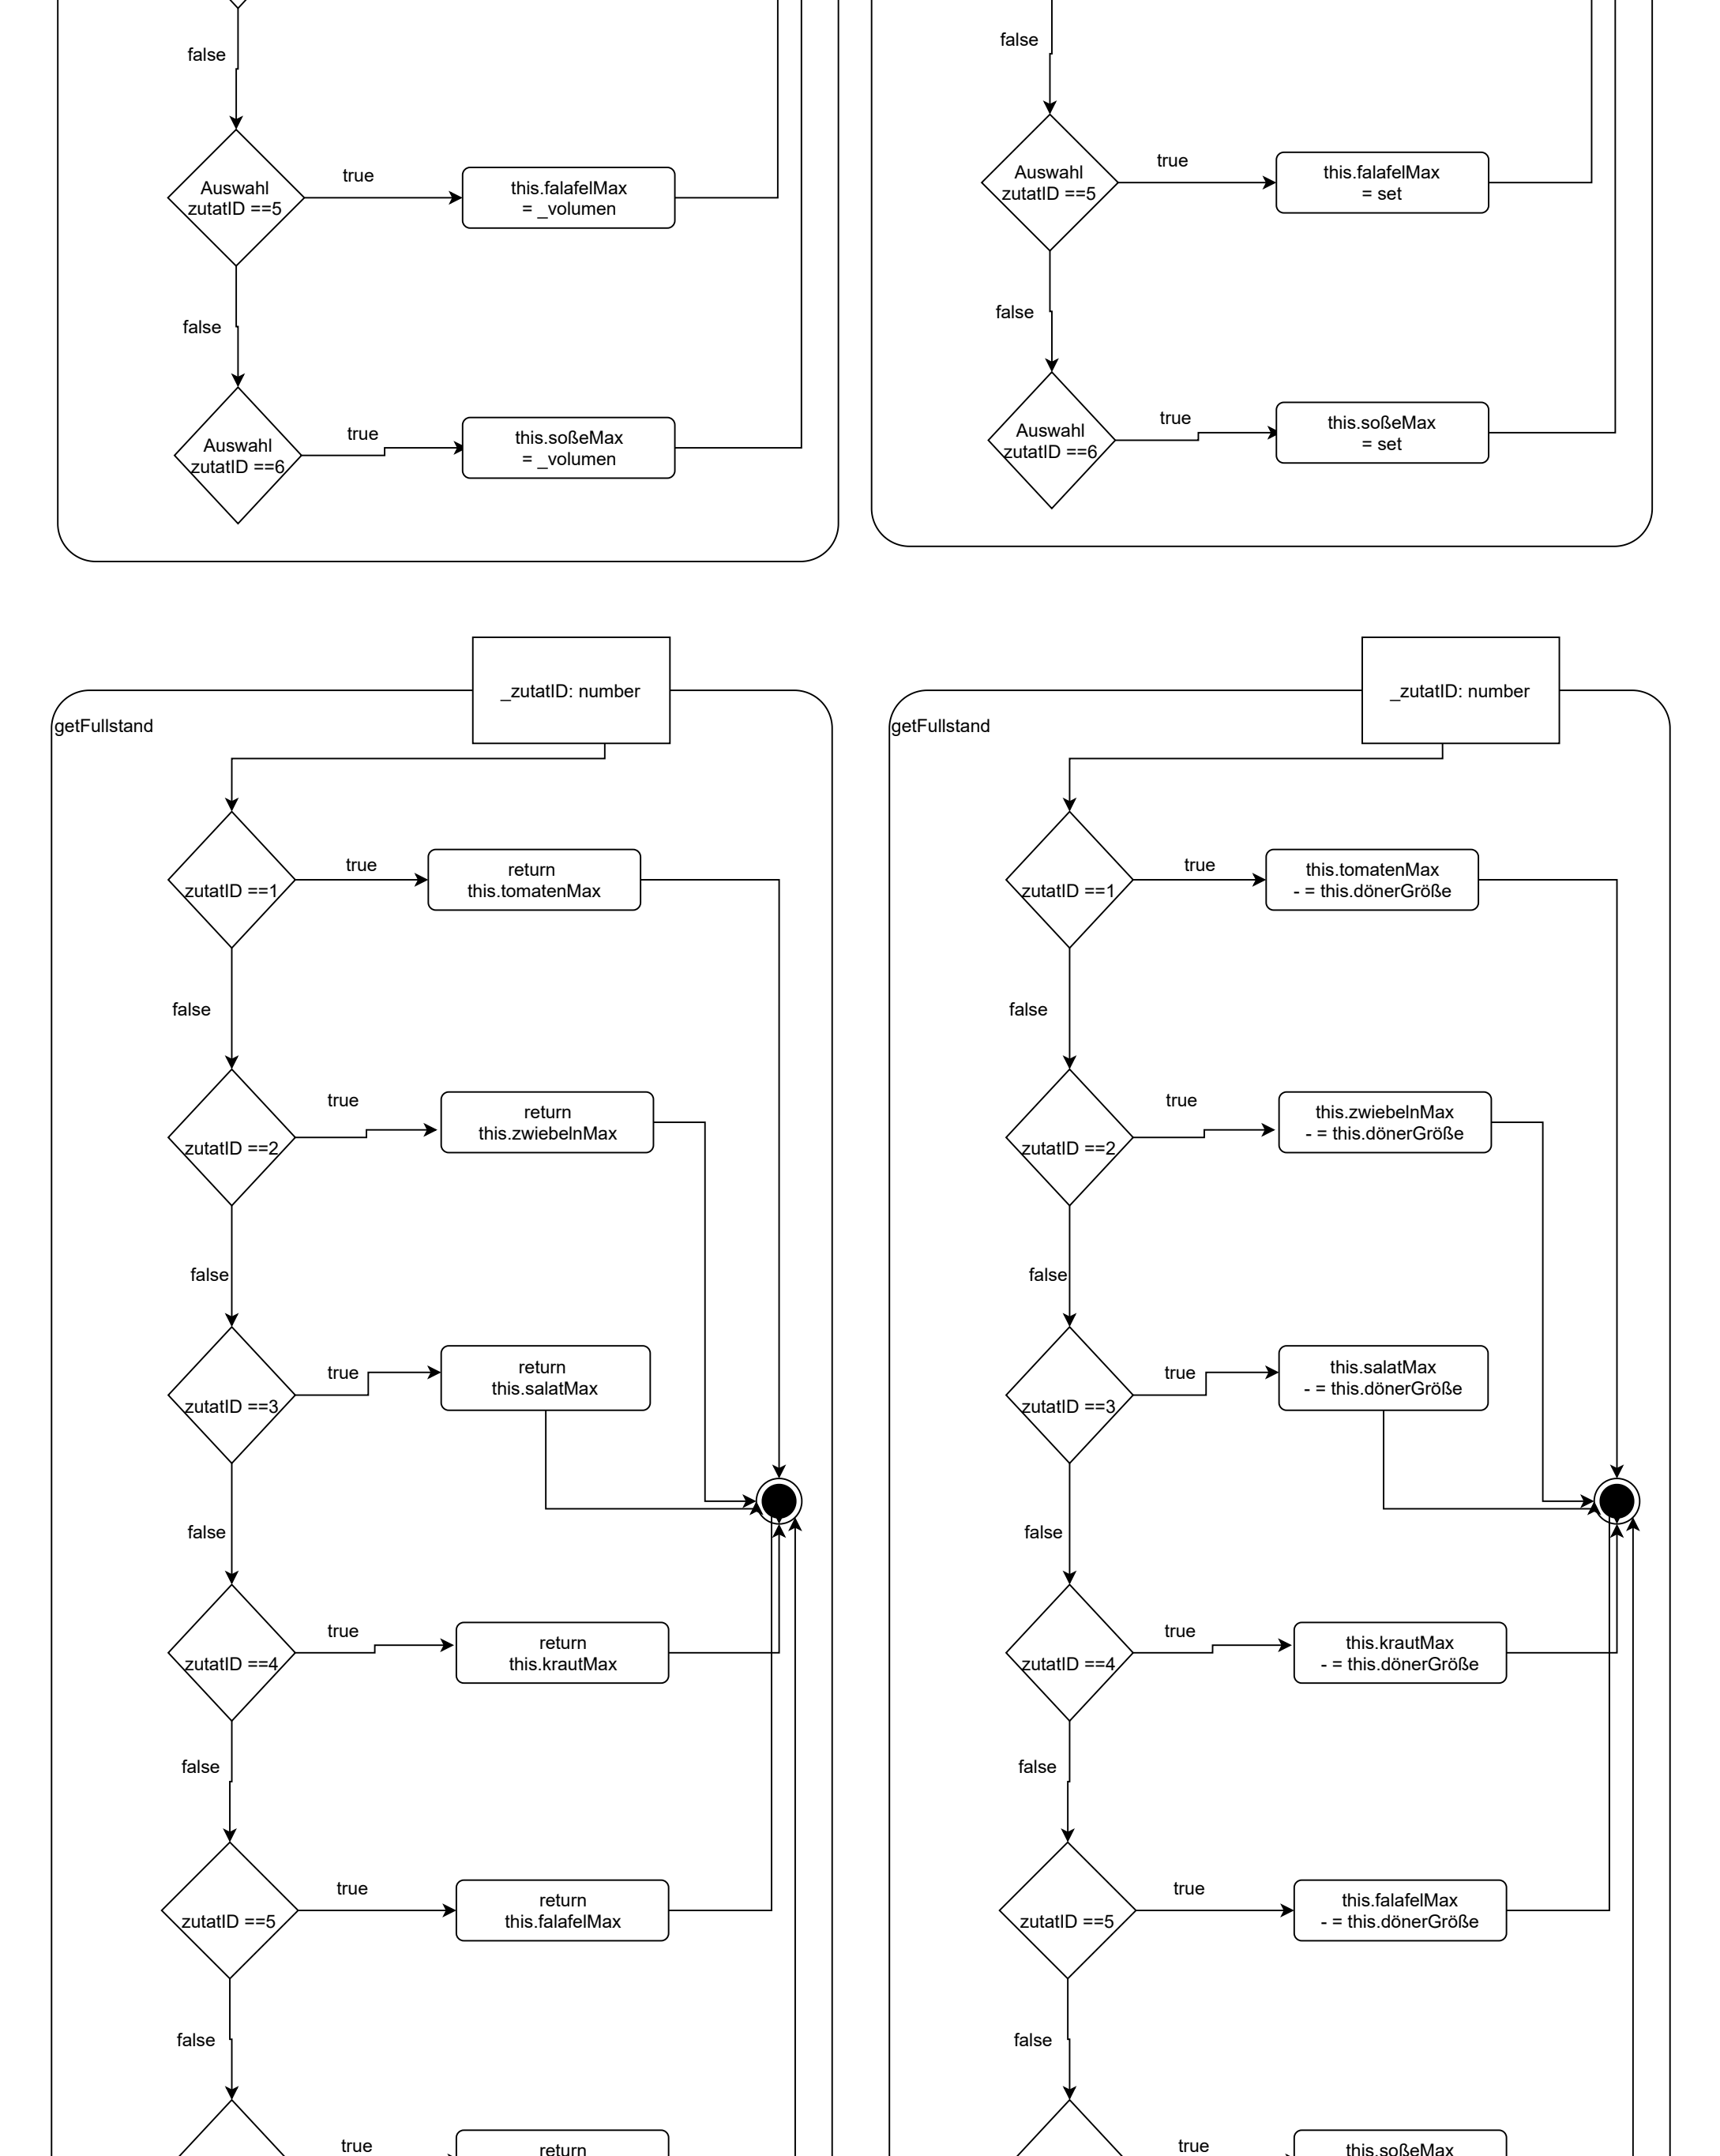 false
Auswahl
zutatID ==5
true
this.falafelMax
= _volumen
false
Auswahl
zutatID ==6
true
this.soßeMax
= _volumen
false
Auswahl
zutatID ==5
true
this.falafelMax
= set
false
Auswahl
zutatID ==6
true
this.soßeMax
= set
_zutatID: number
getFullstand
zutatID ==1
true
return
this.tomatenMax
false
zutatID ==2
true
return
this.zwiebelnMax
false
zutatID ==3
true
return
this.salatMax
false
zutatID ==4
true
return
this.krautMax
false
zutatID ==5
true
return
this.falafelMax
false
true
return
_zutatID: number
getFullstand
zutatID ==1
true
this.tomatenMax
- = this.dönerGröße
false
zutatID ==2
true
this.zwiebelnMax
- = this.dönerGröße
false
zutatID ==3
true
this.salatMax
- = this.dönerGröße
false
zutatID ==4
true
this.krautMax
- = this.dönerGröße
false
zutatID ==5
true
this.falafelMax
- = this.dönerGröße
false
true
this.soßeMax